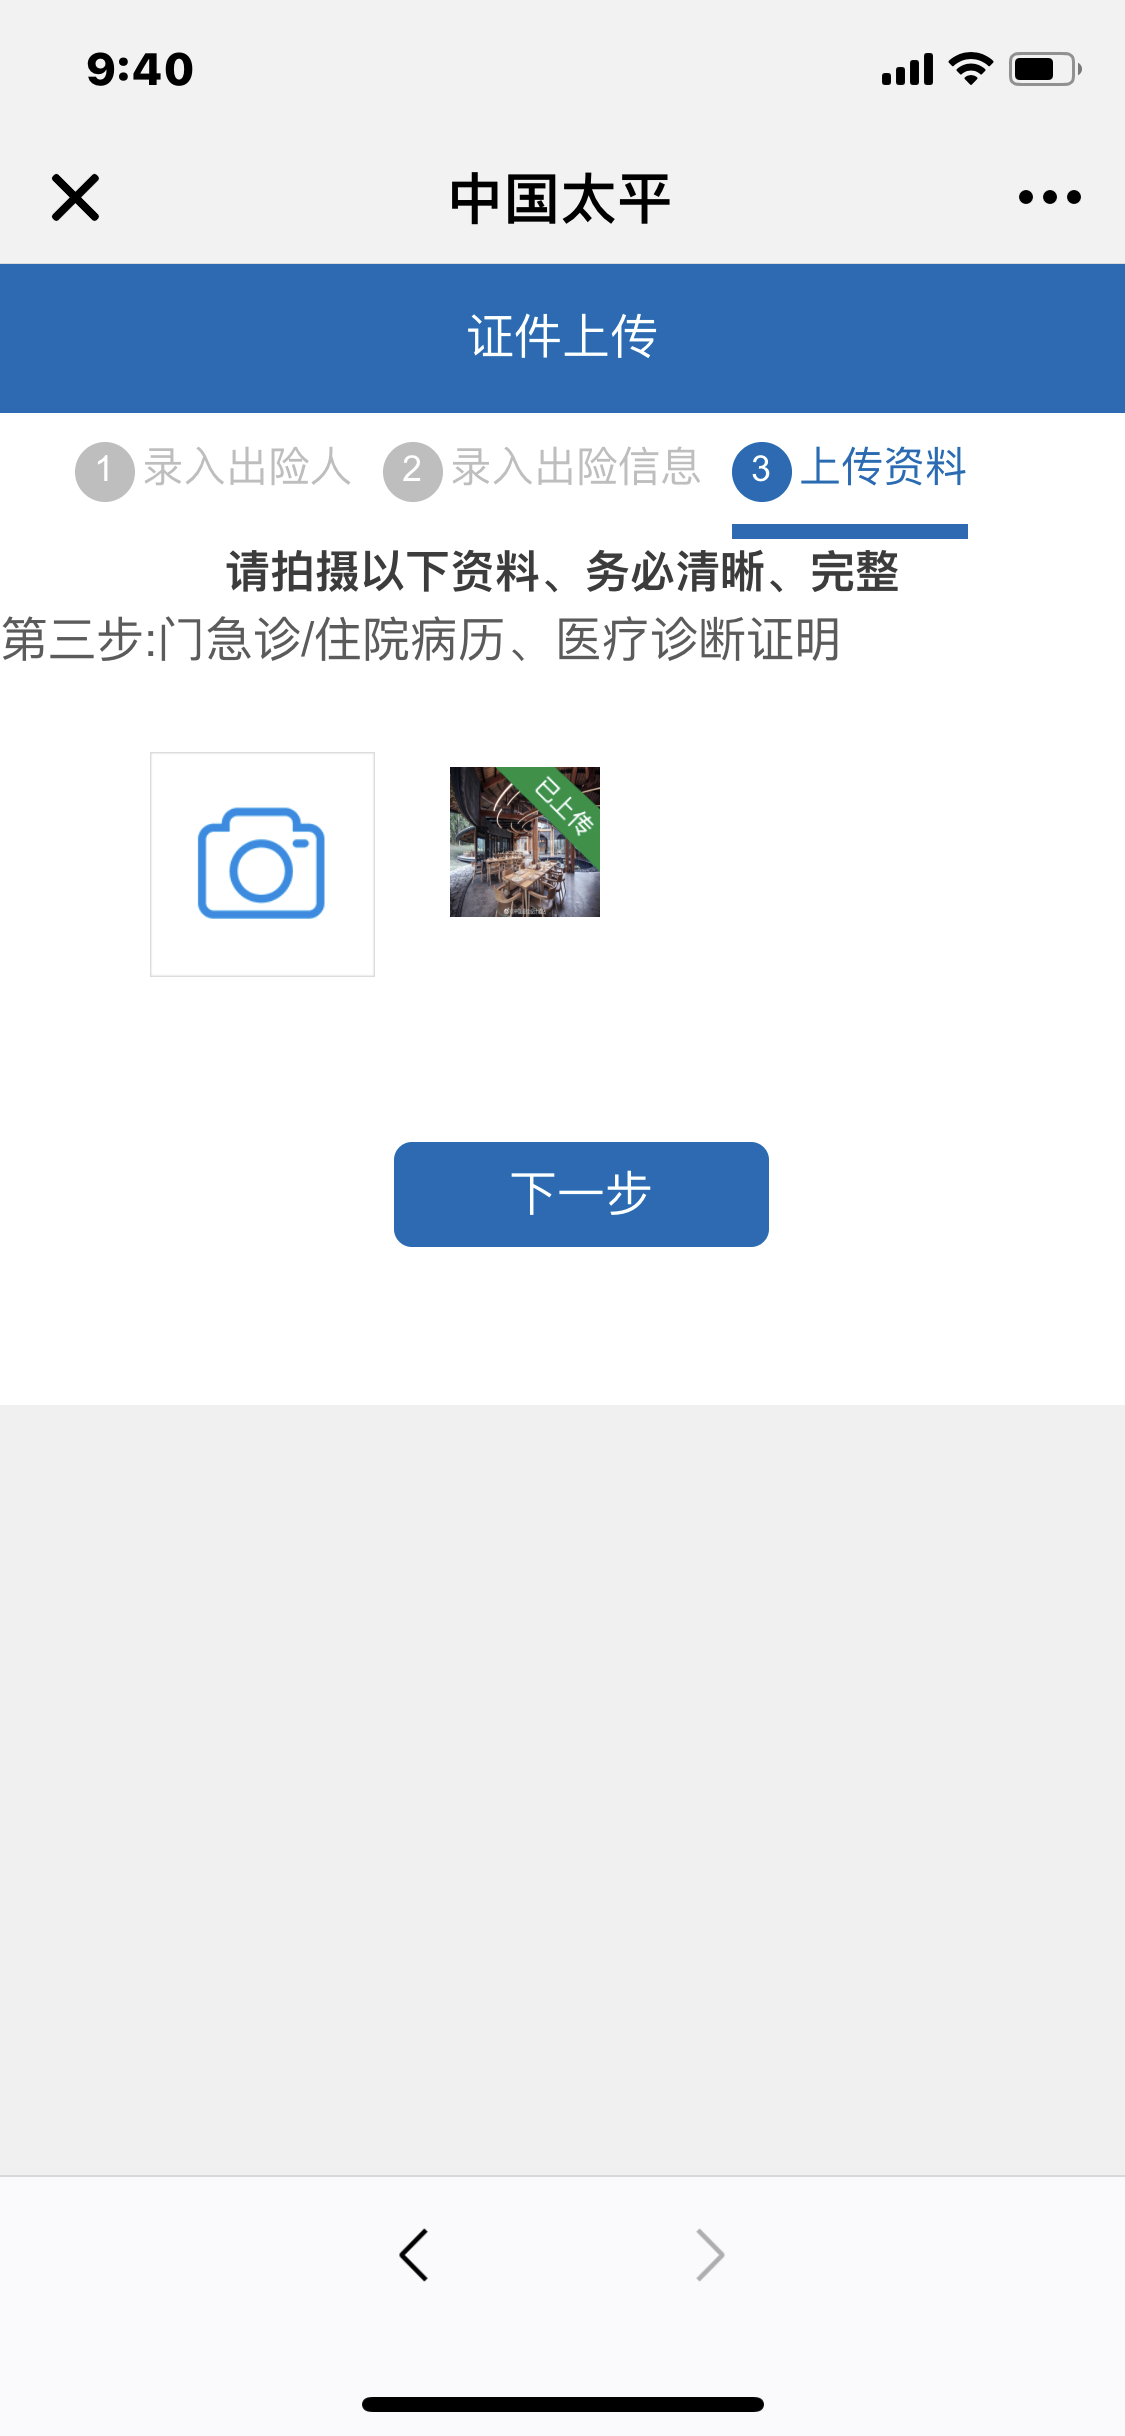 9:40
中国太平
证件上传
1 录入出险人 2 录入出险信息 3 上传资料
请拍摄以下资料、务必清晰、完整
第三步:门急诊/住院病历、医疗诊断证明
已上传
下一步